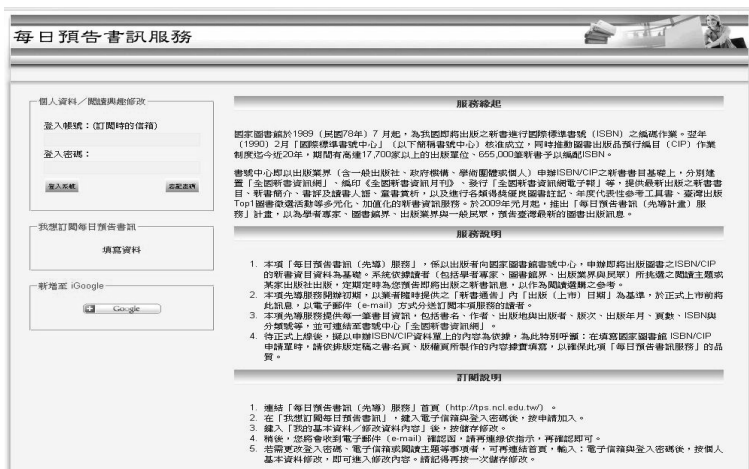 每日預告書訊服務
個人資料／閱讀興趣修改
登入帳號：(訂閱時的信箱)
登入密碼：
登入系統
忘記密碼
我想訂閱每日預告書訊
填寫資料
新增至 iGoogle
Google
服務緣起
國家圖書館於1989（民國78年）7 月起，為我國即將出版之新書進行國際標準書號（ISBN）之編碼作業。翌年
（1990）2月「國際標準書號中心」（以下簡稱書號中心）核准成立，同時推動圖書出版品預行編目（CIP）作業
制度迄今近20年，期間有高達17,700家以上的出版單位、655,000筆新書予以編配ISBN。
書號中心即以出版業界（含一般出版社、政府機構、學術團體或個人）申辦ISBN/CIP之新書書目基礎上，分別建
置「全國新書資訊網」、編印《全國新書資訊月刊》、發行「全國新書資訊網電子報」等，提供最新出版之新書書
目、新書簡介、書評及讀書人語、童書賞析，以及進行各類得獎優良圖書註記、年度代表性參考工具書、臺灣出版
Top1圖書徵選活動等多元化、加值化的新書資訊服務。於2009年元月起，推出「每日預告書訊（先導計畫）服
務」計畫，以為學者專家、圖書館界、出版業界與一般民眾，預告臺灣最新的圖書出版訊息。
服務說明
1. 本項「每日預告書訊（先導）服務」，係以出版者向國家圖書館書號中心，申辦即將出版圖書之ISBN/CIP
的新書資目資料為基礎。系統依據讀者（包括學者專家、圖書館界、出版業界與民眾）所挑選之閱讀主題或
某家出版社出版，定期定時為您預告即將出版之新書訊息，以作為閱讀選購之參考。
2. 本項先導服務開辦初期，以業者隨時提供之「新書通告」內「出版（上市）日期」為基準，於正式上市前將
此訊息，以電子郵件（e-mail）方式分送訂閱本項服務的讀者。
3. 本項先導服務提供每一筆書目資訊，包括書名、作者、出版地與出版者、版次、出版年月、頁數、ISBN與
分類號等，並可連結至書號中心「全國新書資訊網」。
4. 待正式上線後，擬以申辦ISBN/CIP資料單上的內容為依據，為此特別呼籲：在填寫國家圖書館 ISBN/CIP
申請單時，請依排版定稿之書名頁、版權頁所製作的內容據實填寫，以確保此項「每日預告書訊服務」的品
質。
訂閱說明
1. 連結「每日預告書訊（先導）服務」首頁（http://tps.ncl.edu.tw/）。
2. 在「我想訂閱每日預告書訊」，鍵入電子信箱與登入密碼後，按申請加入。
3. 鍵入「我的基本資料／修改資料內容」後，按儲存修改。
4. 稍後，您將會收到電子郵件（e-mail）確認函，請再連線依指示，再確認即可。
5. 若需更改登入密碼、電子信箱或閱讀主題等事項者，可再連結首頁，輸入：電子信箱與登入密碼後，按個人
基本資料修改，即可進入修改內容。請記得再按一次儲存修改。